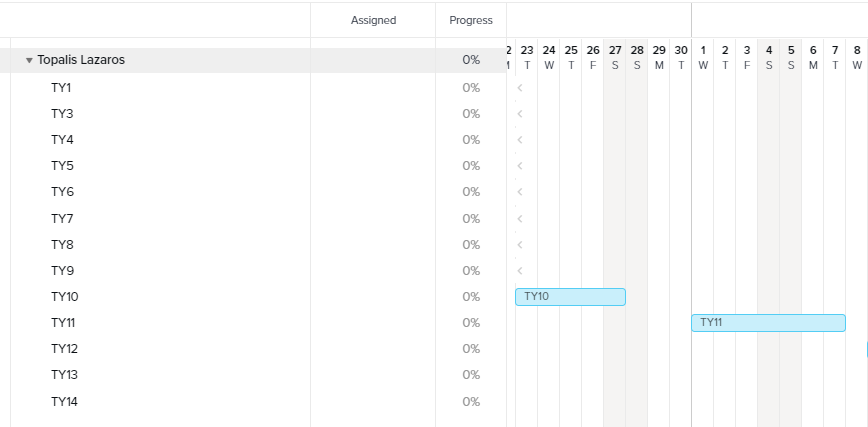 Assigned Progress
23 24 25 26 27 28 29 30 1 2 3 4 5 6 7 8
T W T F S S M T W T F S S M T W
Topalis Lazaros 0%
TY1 0%
TY3 0%
TY4 0%
TY5 0%
TY6 0%
TY7 0%
TY8 0%
TY9 0%
TY10 0% TY10
TY11 0% TY11
TY12 0%
TY13 0%
TY14 0%